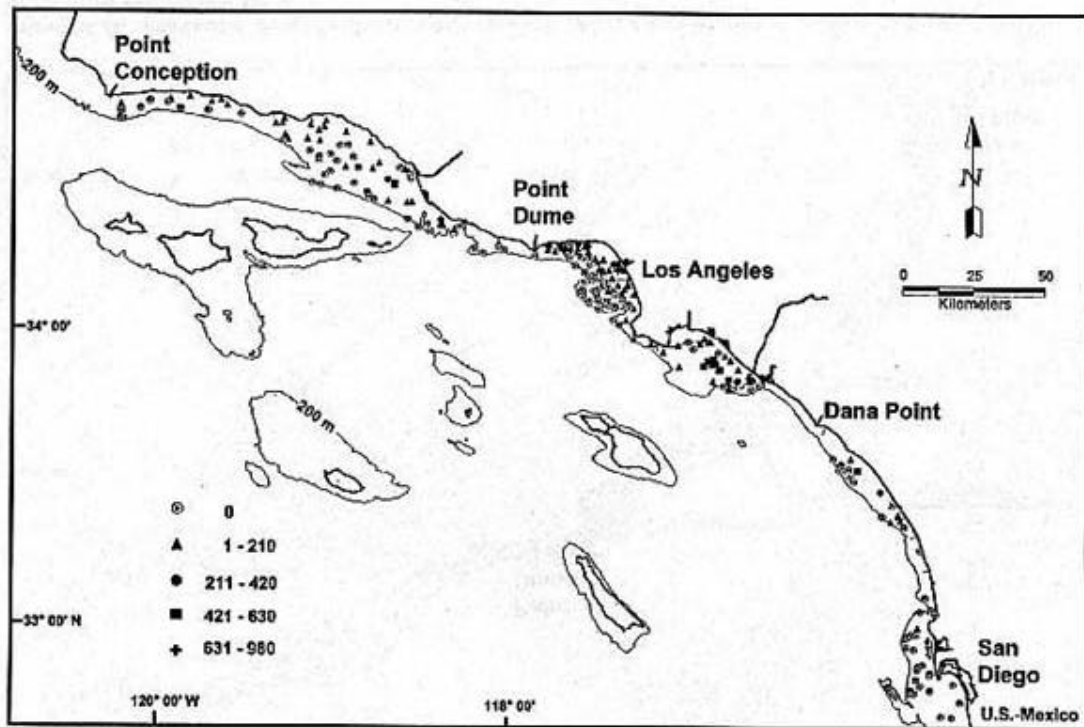 Point
Conception
-200 m
N
Point
Dume
Los Angeles
0 25 50
Kilometers
34° 00'
-200 m
Dana Point
0
1 - 210
211 - 420
421 - 630
631 - 980
33° 00' N
San
Diego
U.S.-Mexico
120° 00' W
118° 00'